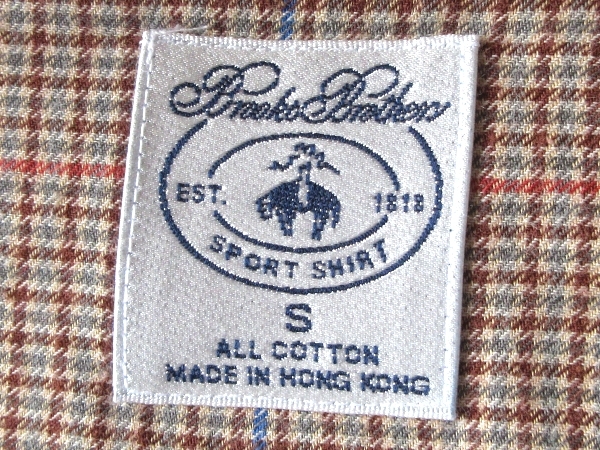 Brooks Brothers
EST. 1818
SPORT SHIRT
S
ALL COTTON
MADE IN HONG KONG